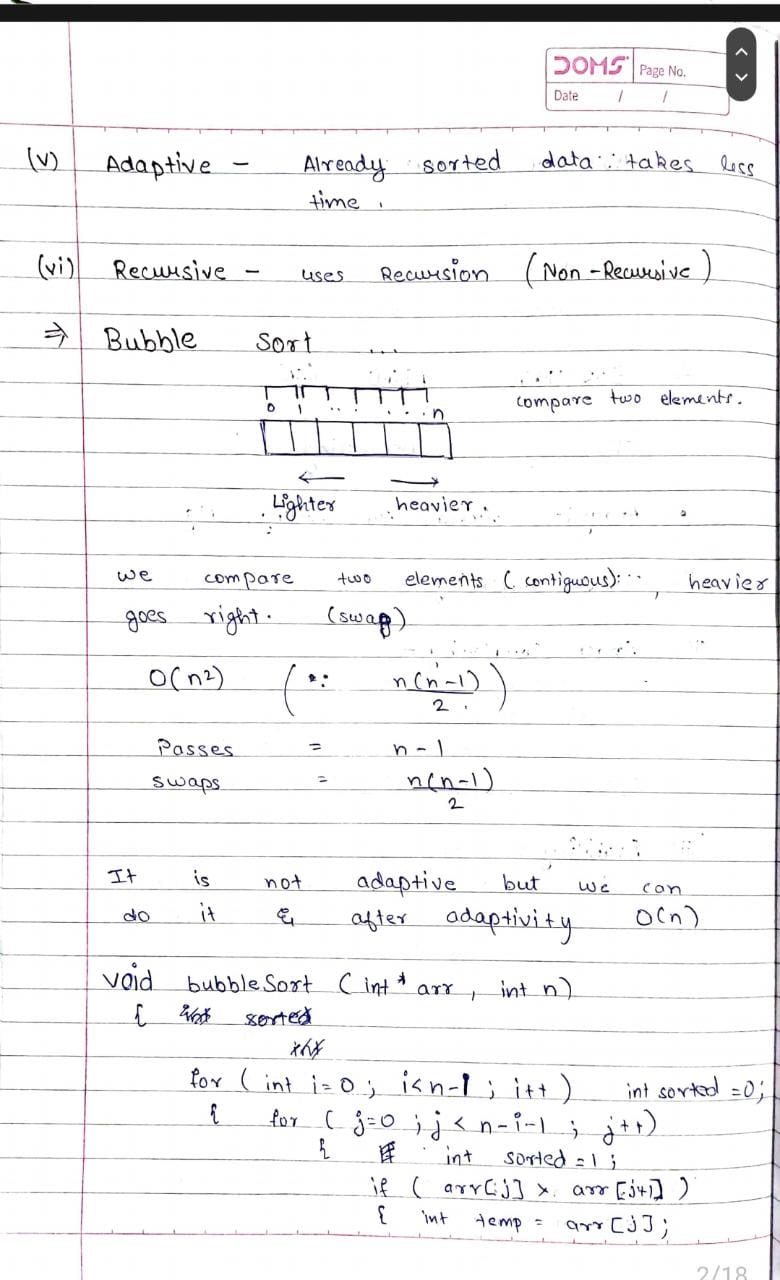 DOMS Page No.
Date / /
(v) Adaptive - Already sorted data takes less
time.
(vi) Recursive - uses Recursion (Non-Recursive)
⇒ Bubble Sort
0 1 .. ... n
compare two elements.
← →
Lighter heavier.
we compare two elements (contiguous): , heavier
goes right. (swap)
O(n²) (∵ n(n-1)/2)
Passes = n-1
swaps = n(n-1)/2
It is not adaptive but we can
do it & after adaptivity O(n)
void bubbleSort (int* arr, int n)
{ int sorted
for (int i=0; i<n-1; i++) int sorted =0;
{ for (j=0; j<n-i-1; j++)
{ int sorted =1;
if (arr[j] > arr[j+1])
{ int temp = arr[j];
2/18